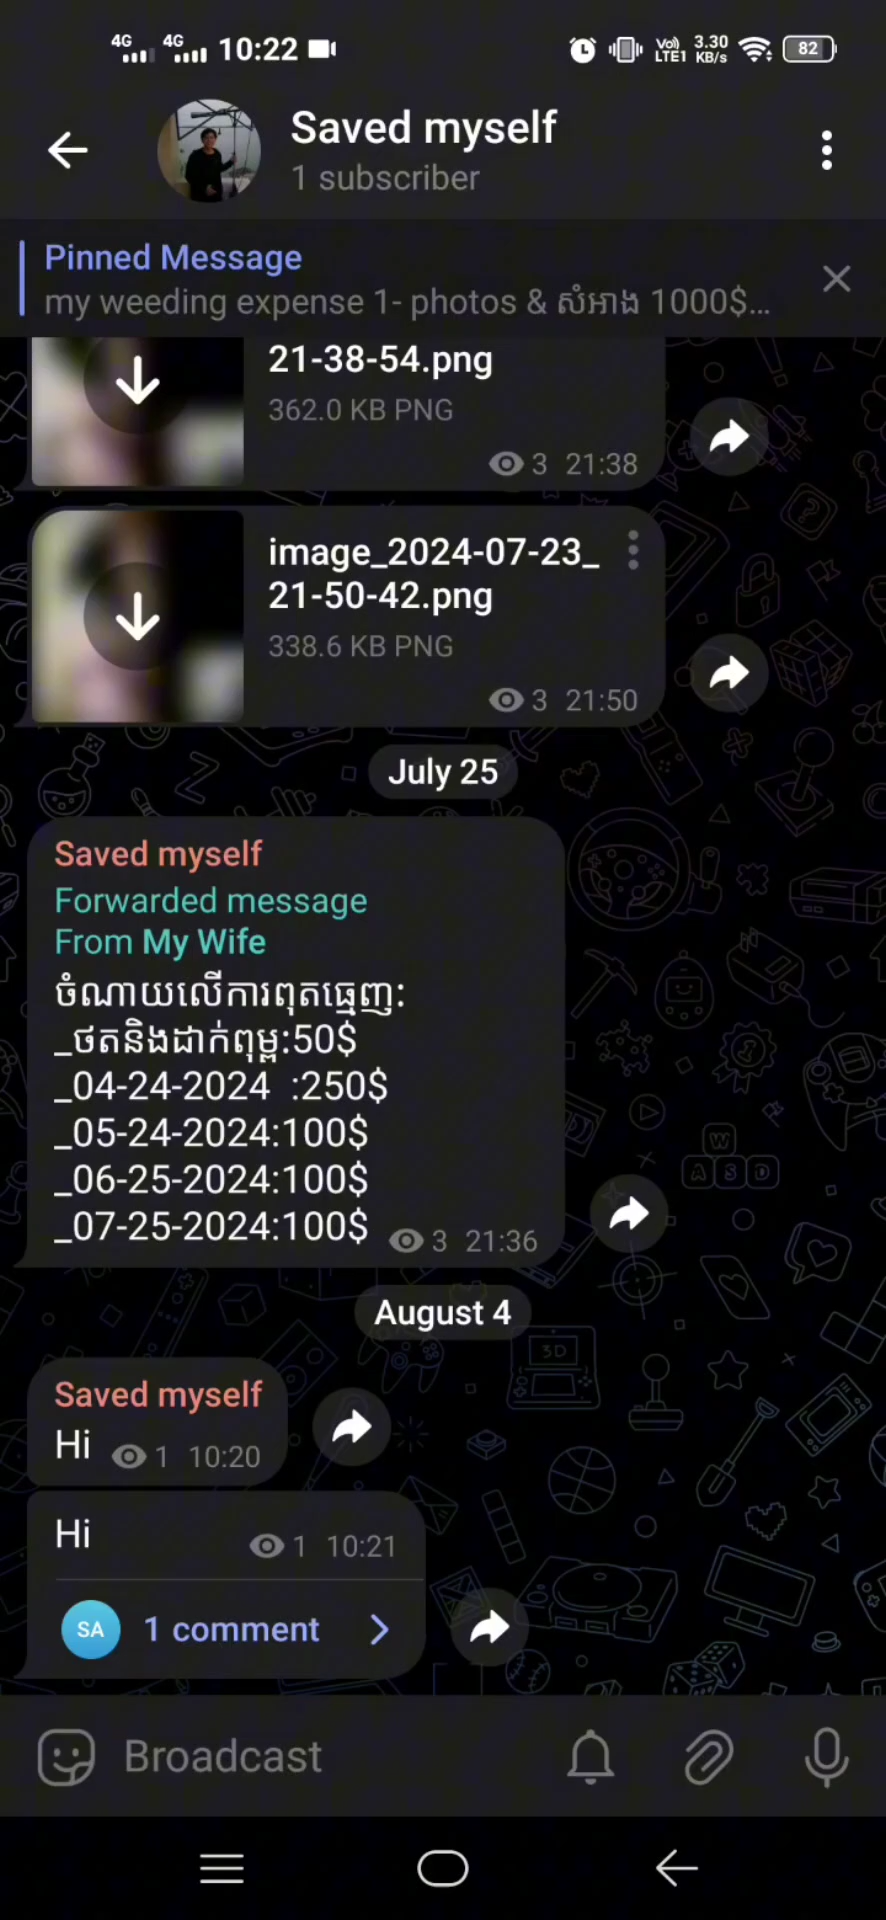 4G 4G 10:22 Vo) LTE1 3.30 KB/s 82
Saved myself
1 subscriber
Pinned Message
my weeding expense 1- photos & សំអាង 1000$...
21-38-54.png
362.0 KB PNG
3 21:38
image_2024-07-23_
21-50-42.png
338.6 KB PNG
3 21:50
July 25
Saved myself
Forwarded message
From My Wife
ចំណាយលើការពុតធ្មេញ:
_ថតនិងដាក់ពុម្ព:50$
_04-24-2024 :250$
_05-24-2024:100$
_06-25-2024:100$
_07-25-2024:100$
3 21:36
August 4
Saved myself
Hi 1 10:20
Hi 1 10:21
SA 1 comment
Broadcast